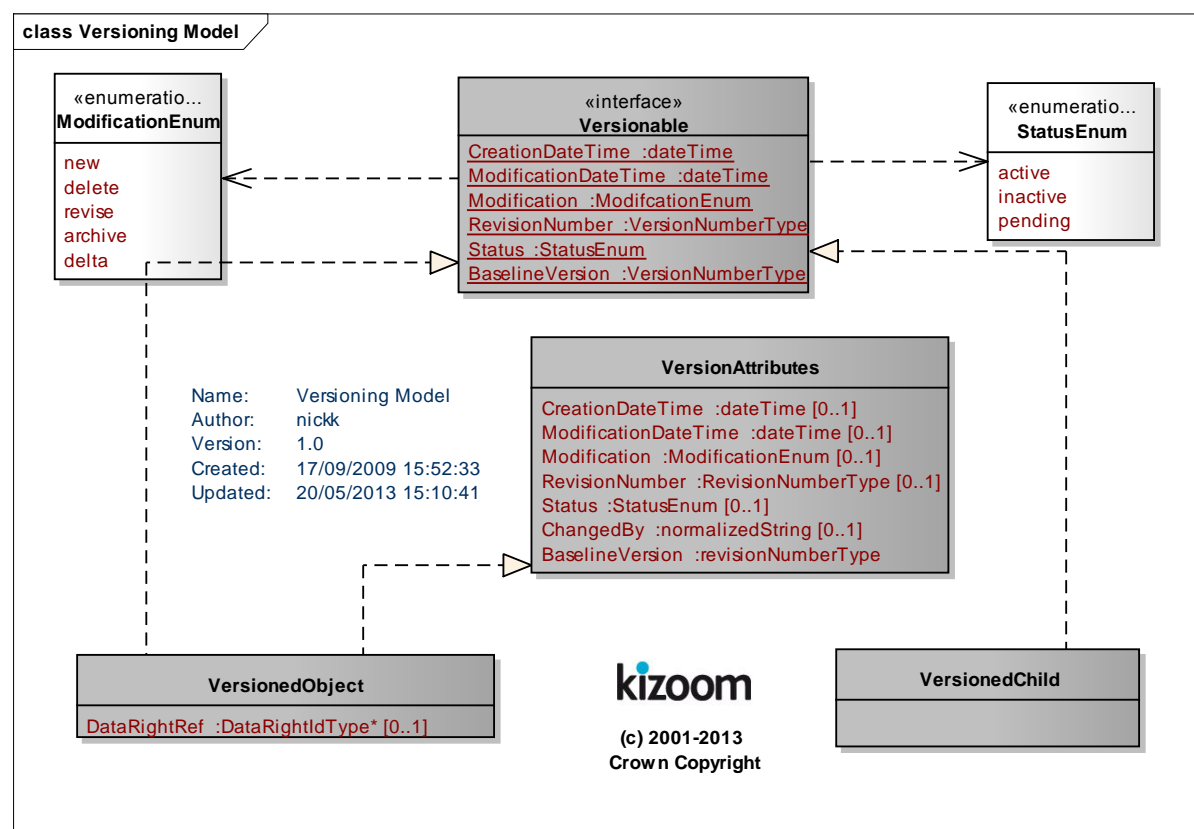 class Versioning Model
«enumeratio...
ModificationEnum
new
delete
revise
archive
delta
«interface»
Versionable
CreationDateTime :dateTime
ModificationDateTime :dateTime
Modification :ModifcationEnum
RevisionNumber :VersionNumberType
Status :StatusEnum
BaselineVersion :VersionNumberType
«enumeratio...
StatusEnum
active
inactive
pending
VersionAttributes
CreationDateTime :dateTime [0..1]
ModificationDateTime :dateTime [0..1]
Modification :ModificationEnum [0..1]
RevisionNumber :RevisionNumberType [0..1]
Status :StatusEnum [0..1]
ChangedBy :normalizedString [0..1]
BaselineVersion :revisionNumberType
Name: Versioning Model
Author: nickk
Version: 1.0
Created: 17/09/2009 15:52:33
Updated: 20/05/2013 15:10:41
VersionedObject
DataRightRef :DataRightIdType* [0..1]
kizoom
(c) 2001-2013
Crown Copyright
VersionedChild